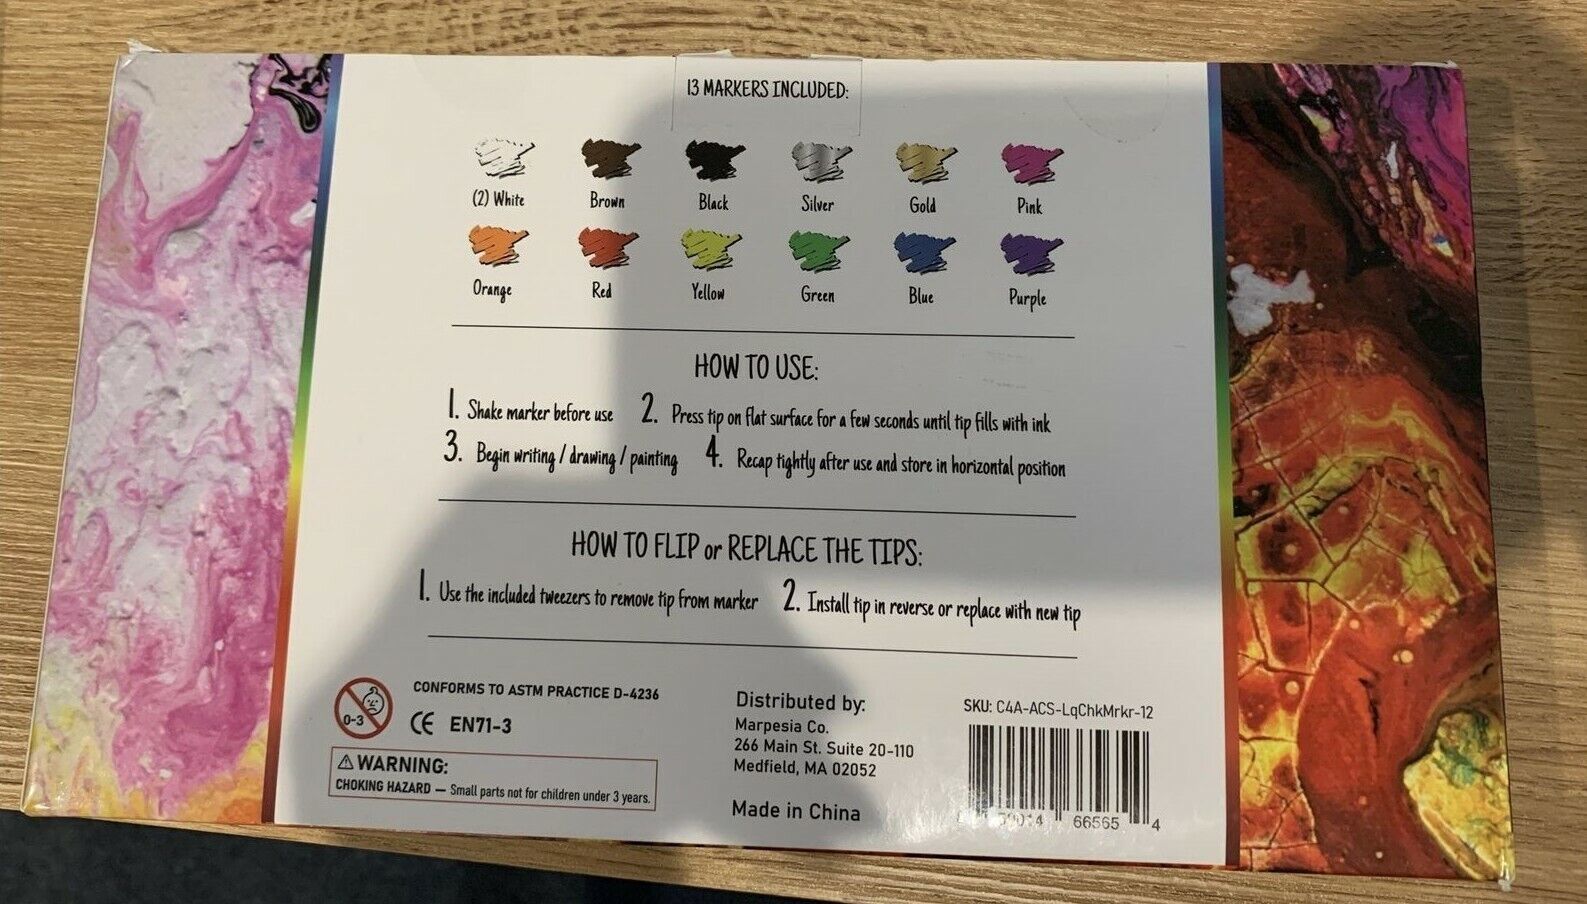 13 MARKERS INCLUDED:
(2) White Brown Black Silver Gold Pink
Orange Red Yellow Green Blue Purple
HOW TO USE:
1. Shake marker before use 2. Press tip on flat surface for a few seconds until tip fills with ink
3. Begin writing / drawing / painting 4. Recap tightly after use and store in horizontal position
HOW TO FLIP or REPLACE THE TIPS:
1. Use the included tweezers to remove tip from marker 2. Install tip in reverse or replace with new tip
0-3
CONFORMS TO ASTM PRACTICE D-4236
CE EN71-3
⚠ WARNING:
CHOKING HAZARD — Small parts not for children under 3 years.
Distributed by:
Marpesia Co.
266 Main St. Suite 20-110
Medfield, MA 02052
Made in China
SKU: C4A-ACS-LqChkMrkr-12
66565 4